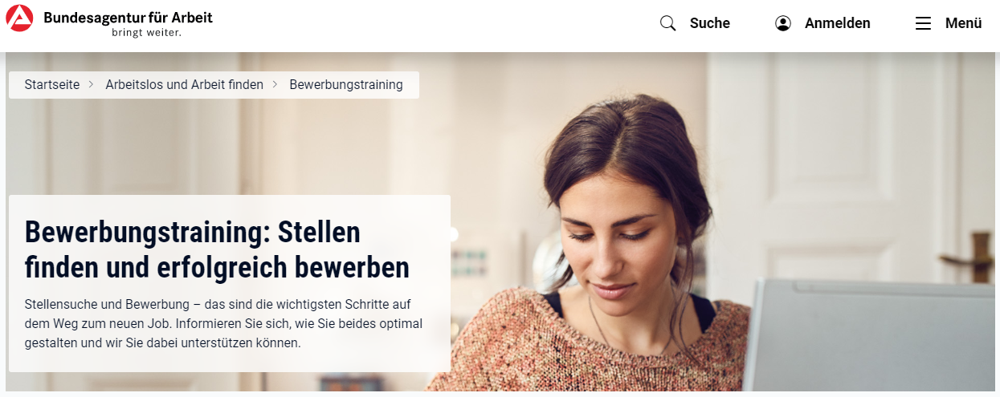 Bundesagentur für Arbeit
bringt weiter.
Suche
Anmelden
Menü
Startseite
Arbeitslos und Arbeit finden
Bewerbungstraining
Bewerbungstraining: Stellen
finden und erfolgreich bewerben
Stellensuche und Bewerbung – das sind die wichtigsten Schritte auf
dem Weg zum neuen Job. Informieren Sie sich, wie Sie beides optimal
gestalten und wir Sie dabei unterstützen können.